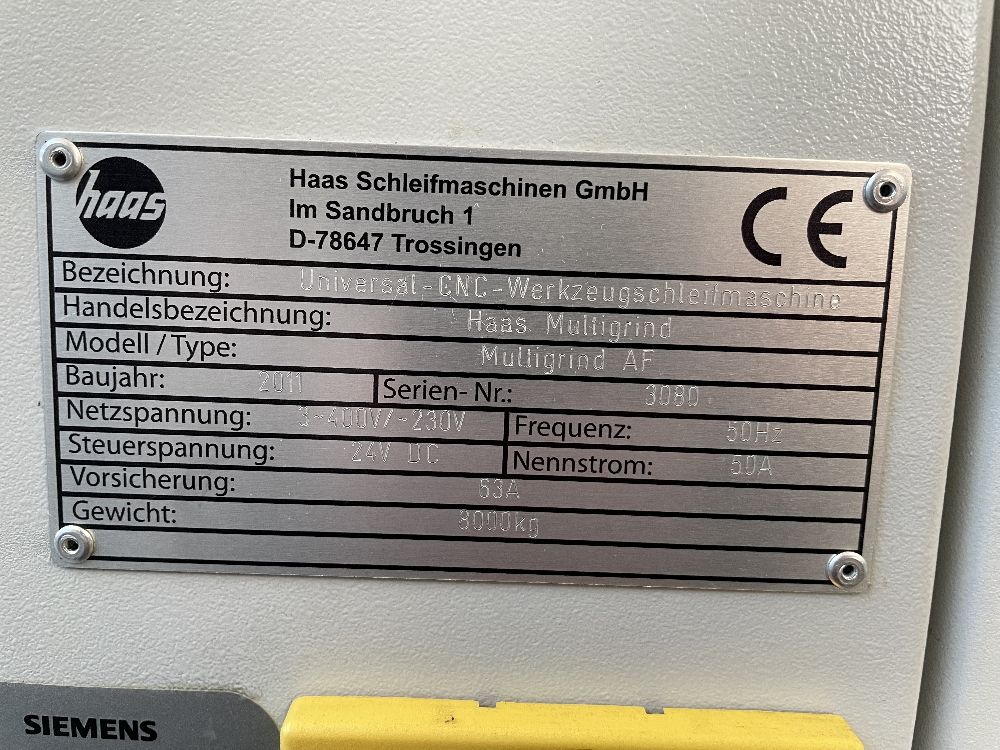 haas
Haas Schleifmaschinen GmbH
Im Sandbruch 1
D-78647 Trossingen
CE
Bezeichnung: Universal-CNC-Werkzeugschleifmaschine
Handelsbezeichnung: Haas Multigrind
Modell / Type: Multigrind AF
Baujahr: 2011 Serien- Nr.: 3080
Netzspannung: 3~400V/~230V Frequenz: 50Hz
Steuerspannung: 24V DC Nennstrom: 50A
Vorsicherung: 63A
Gewicht: 8000kg
SIEMENS